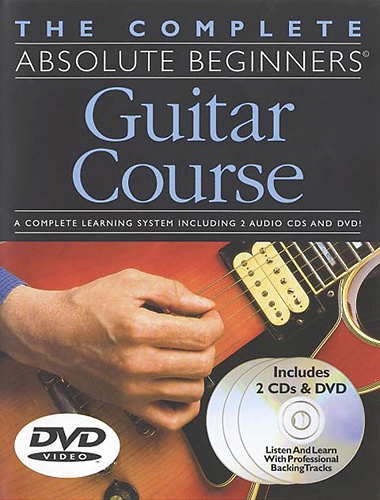 THE COMPLETE
ABSOLUTE BEGINNERS©
Guitar
Course
A COMPLETE LEARNING SYSTEM INCLUDING 2 AUDIO CDS AND DVD!
Includes
2 CDs & DVD
Listen And Learn
With Professional
Backing Tracks
DVD
VIDEO™